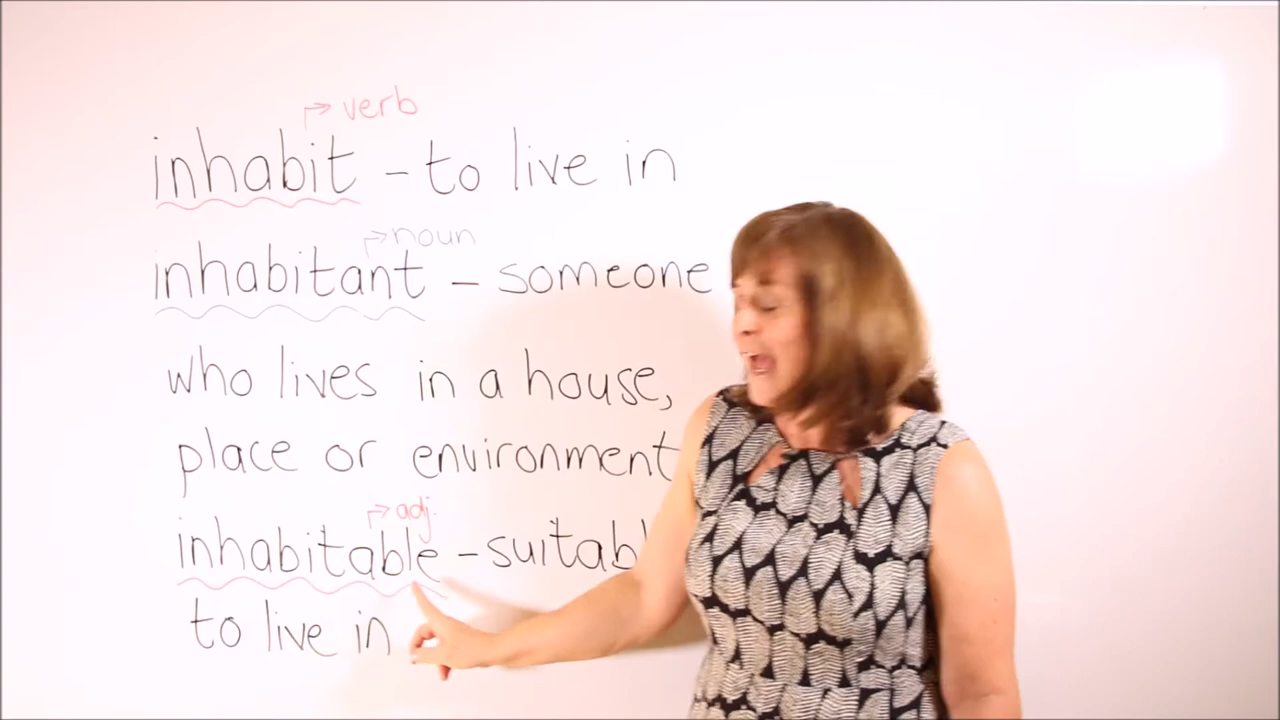 verb
inhabit – to live in
noun
inhabitant – someone
who lives in a house,
place or environment
adj.
inhabitable – suitabl
to live in